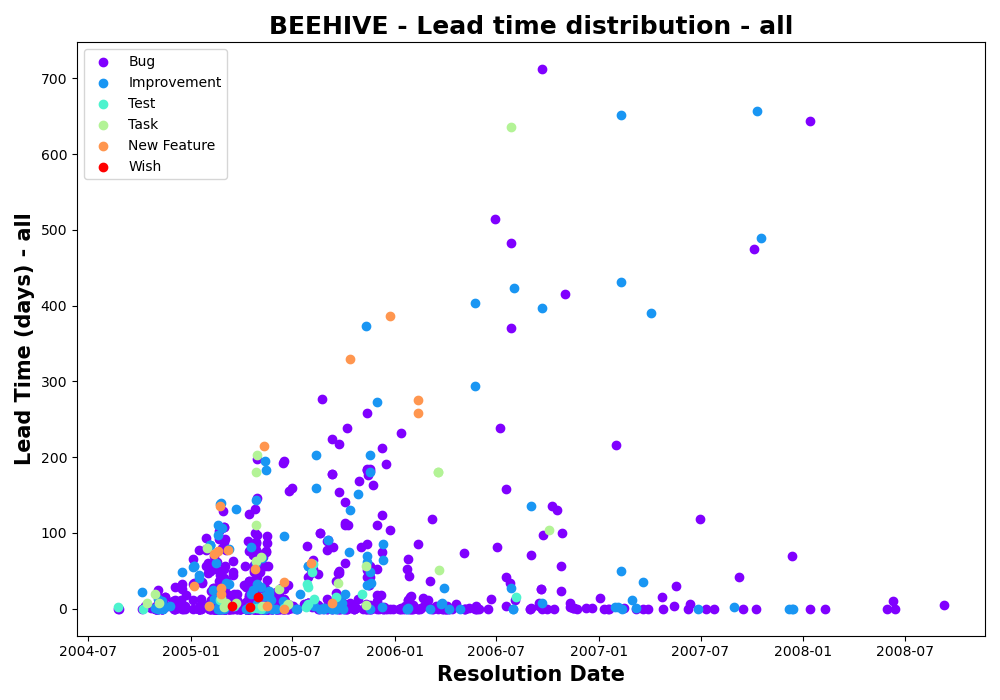 BEEHIVE - Lead time distribution - all
Bug
Improvement
Test
Task
New Feature
Wish
700
600
500
400
300
200
100
0
Lead Time (days) - all
2004-07
2005-01
2005-07
2006-01
2006-07
2007-01
2007-07
2008-01
2008-07
Resolution Date